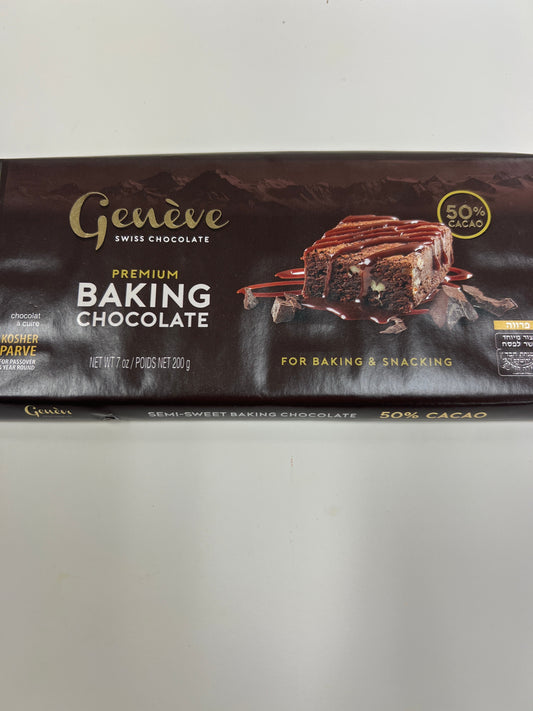 Genève
SWISS CHOCOLATE
PREMIUM
BAKING
CHOCOLATE
NET WT 7 oz / POIDS NET 200 g
chocolat
à cuire
KOSHER
PARVE
FOR PASSOVER
& YEAR ROUND
50%
CACAO
FOR BAKING & SNACKING
פרווה
Genève
SEMI-SWEET BAKING CHOCOLATE
50% CACAO